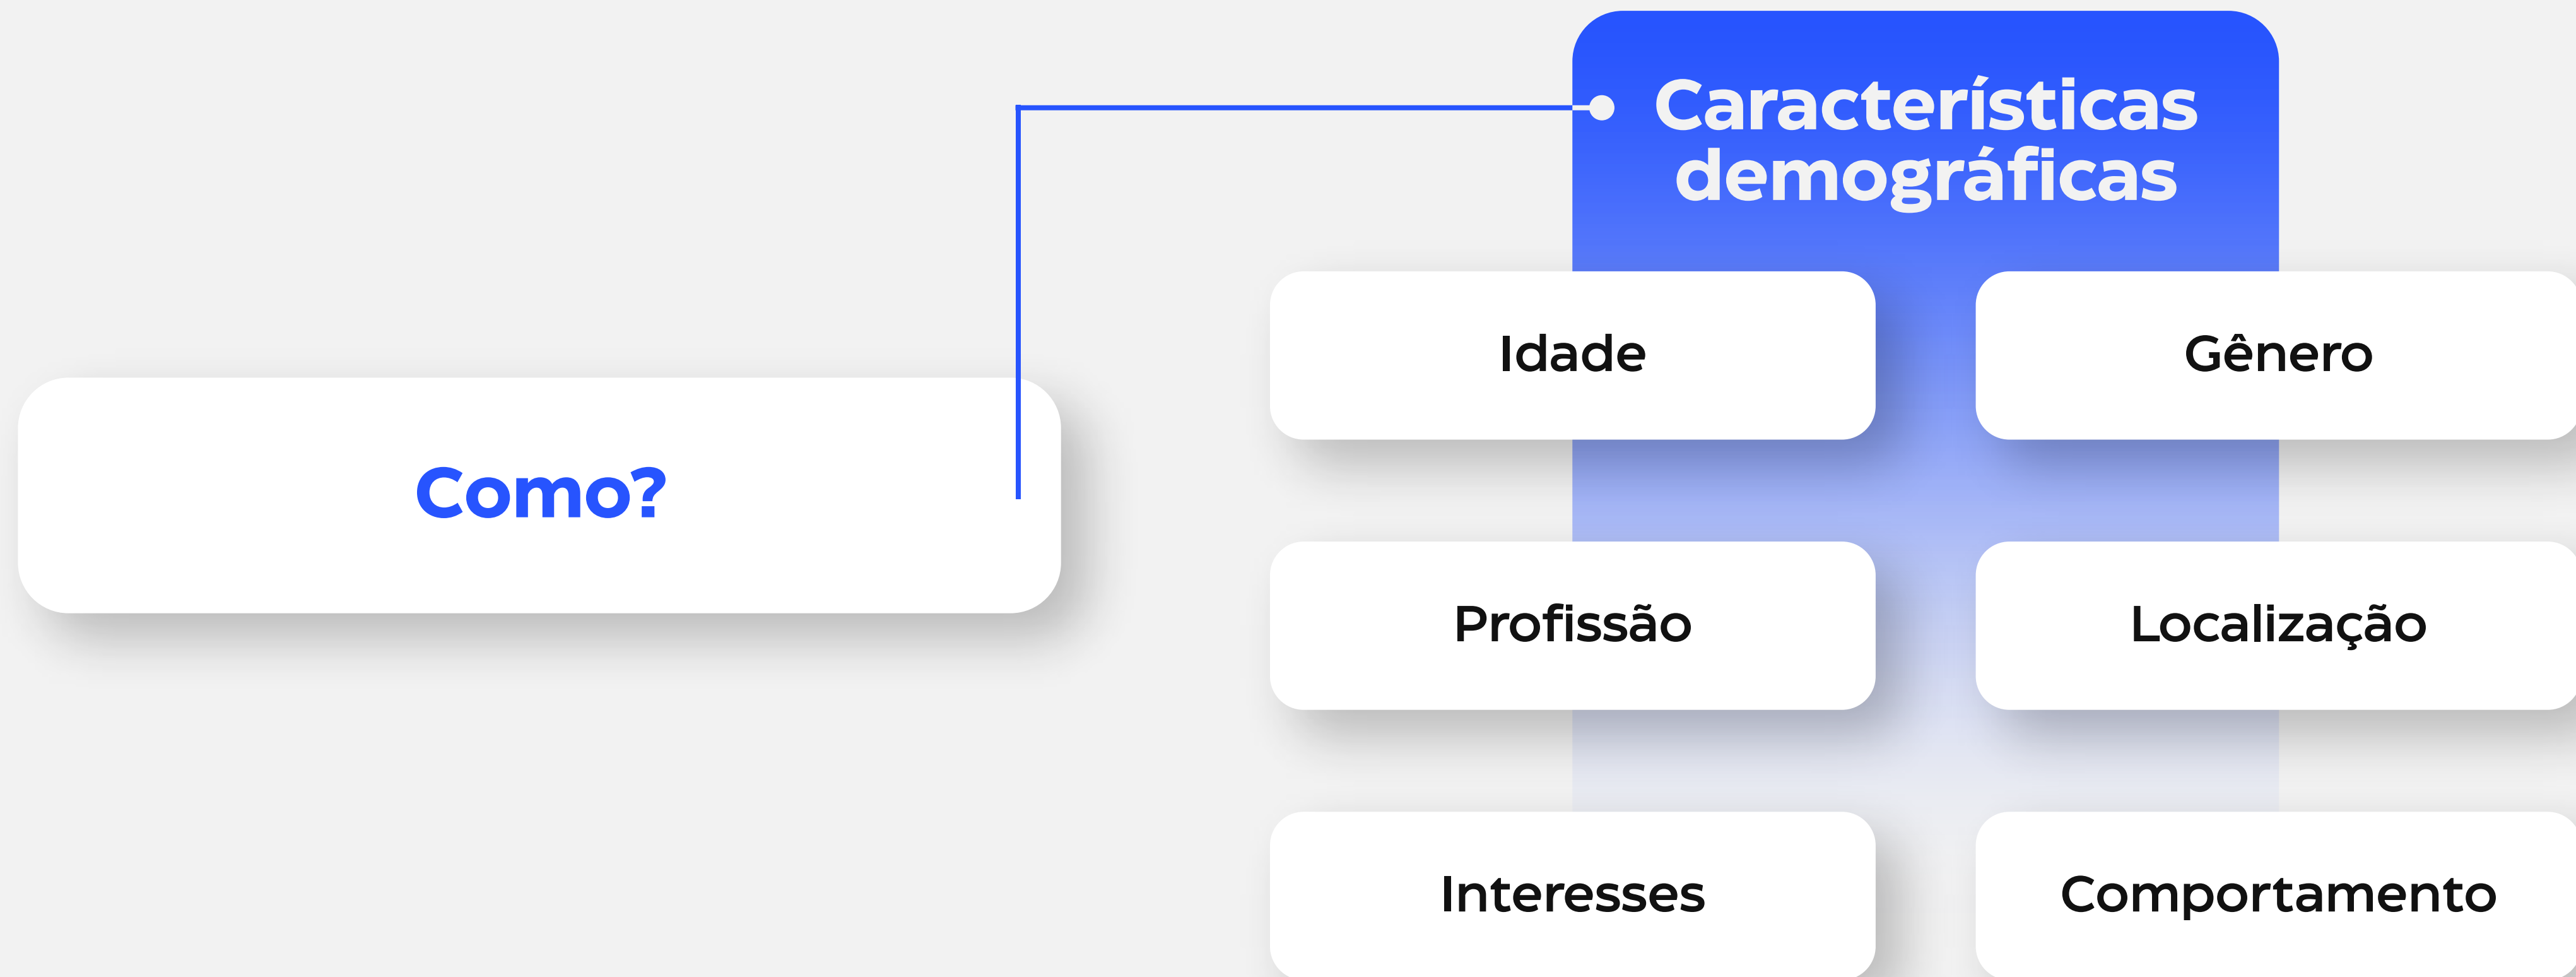 Como?
Características
demográficas
Idade
Gênero
Profissão
Localização
Interesses
Comportamento